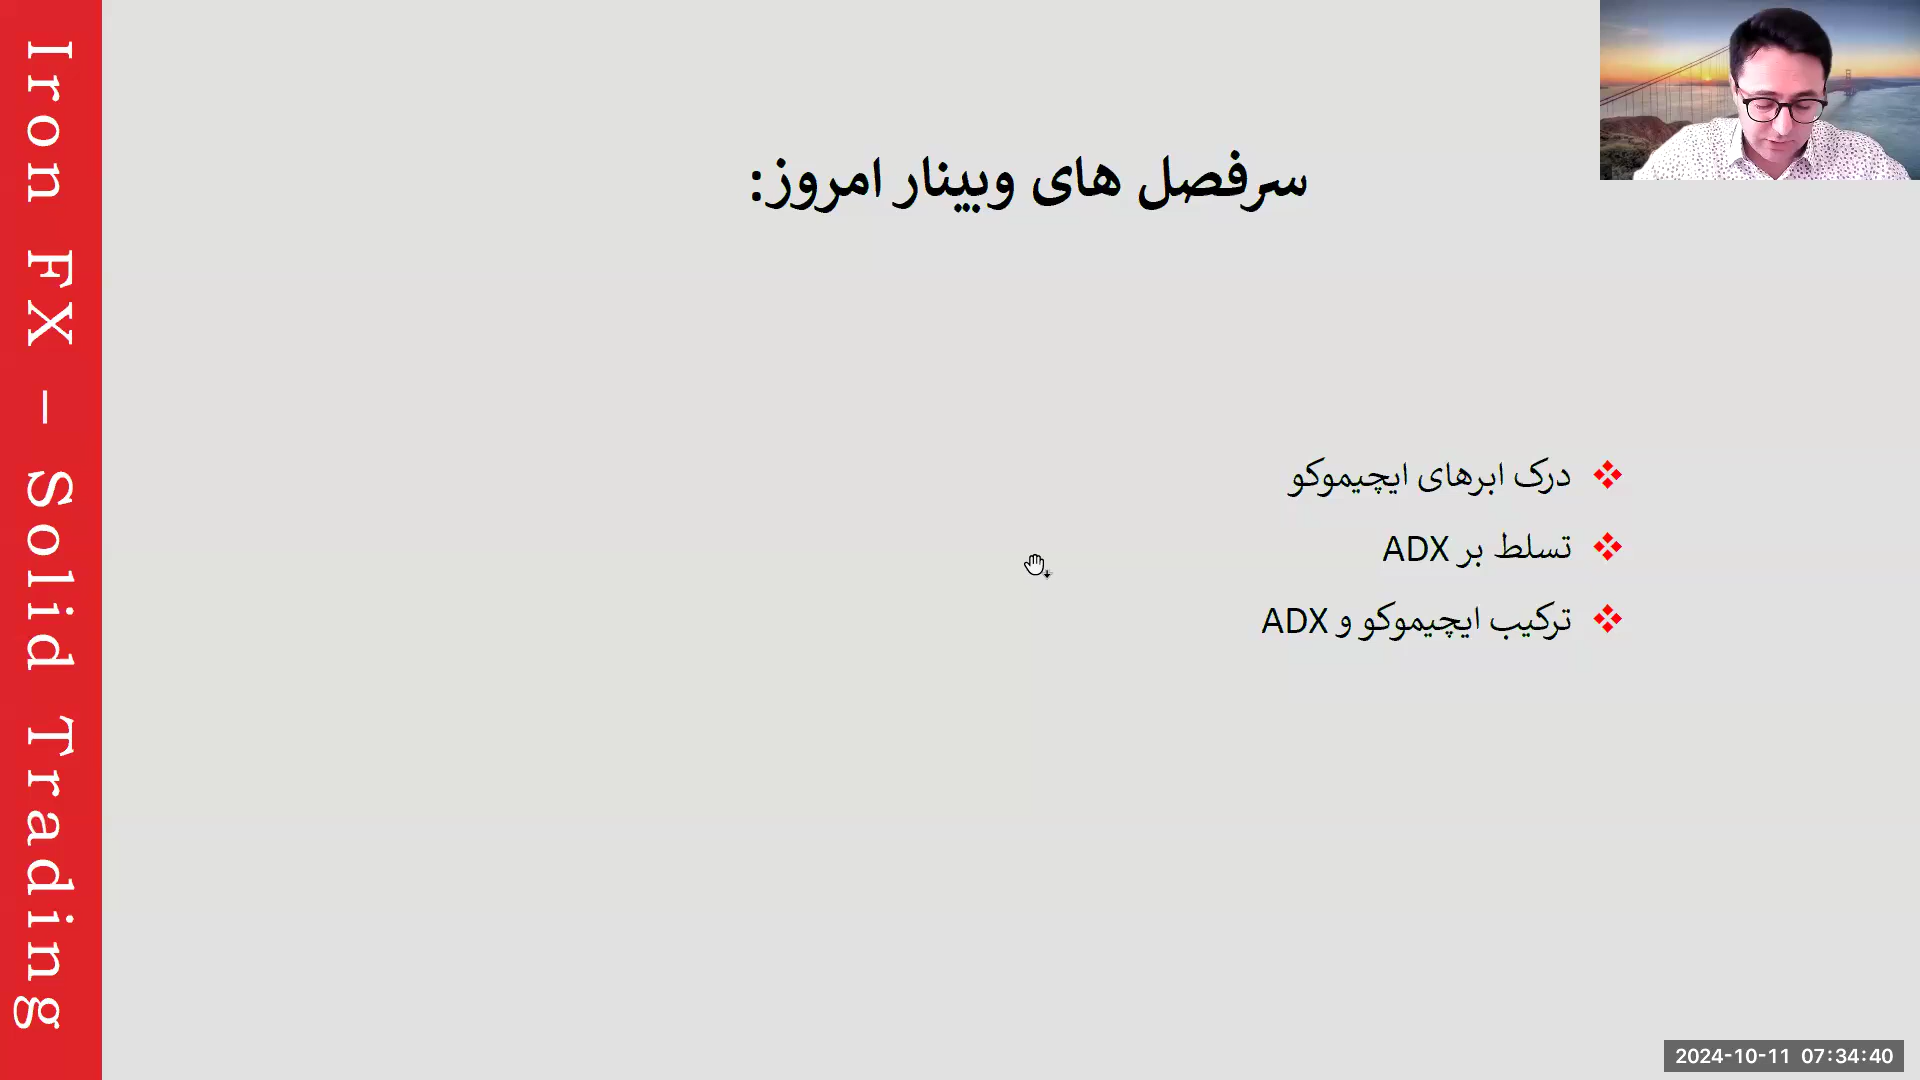 Iron FX – Solid Trading
سرفصل های وبینار امروز:
درک ابرهای ایچیموکو
تسلط بر ADX
ترکیب ایچیموکو و ADX
2024-10-11 07:34:40